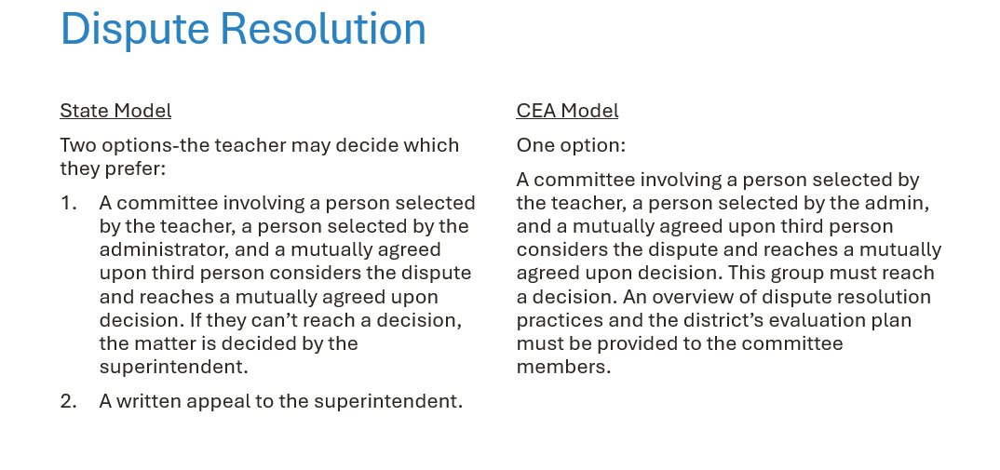 Dispute Resolution
State Model
Two options-the teacher may decide which
they prefer:
1. A committee involving a person selected
by the teacher, a person selected by the
administrator, and a mutually agreed
upon third person considers the dispute
and reaches a mutually agreed upon
decision. If they can’t reach a decision,
the matter is decided by the
superintendent.
2. A written appeal to the superintendent.
CEA Model
One option:
A committee involving a person selected by
the teacher, a person selected by the admin,
and a mutually agreed upon third person
considers the dispute and reaches a mutually
agreed upon decision. This group must reach
a decision. An overview of dispute resolution
practices and the district’s evaluation plan
must be provided to the committee
members.